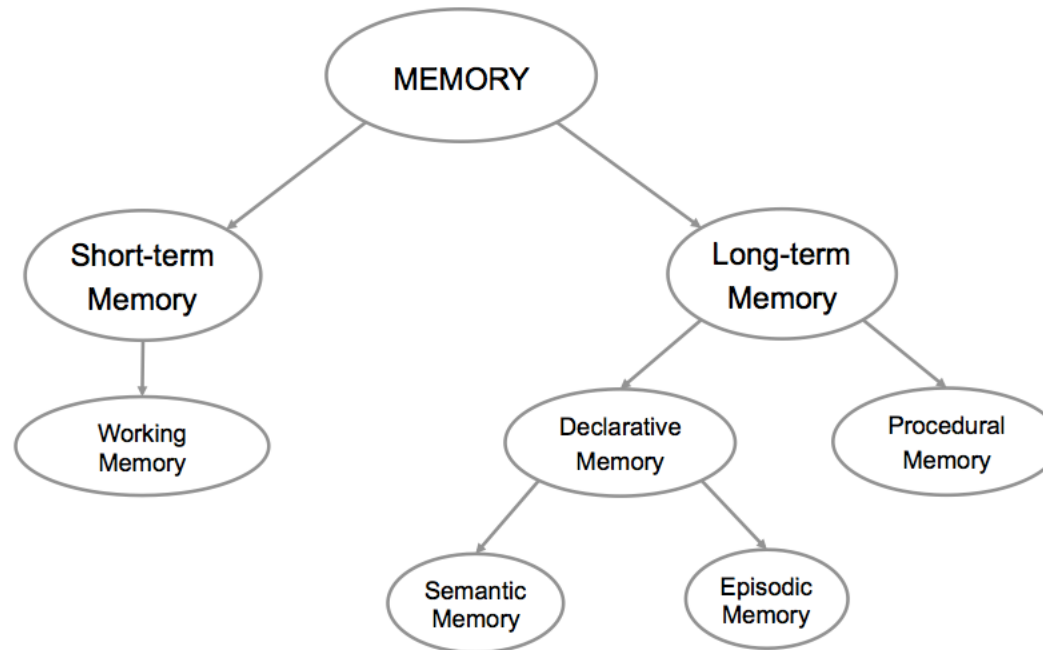 MEMORY
Short-term
Memory
Long-term
Memory
Working
Memory
Declarative
Memory
Procedural
Memory
Semantic
Memory
Episodic
Memory